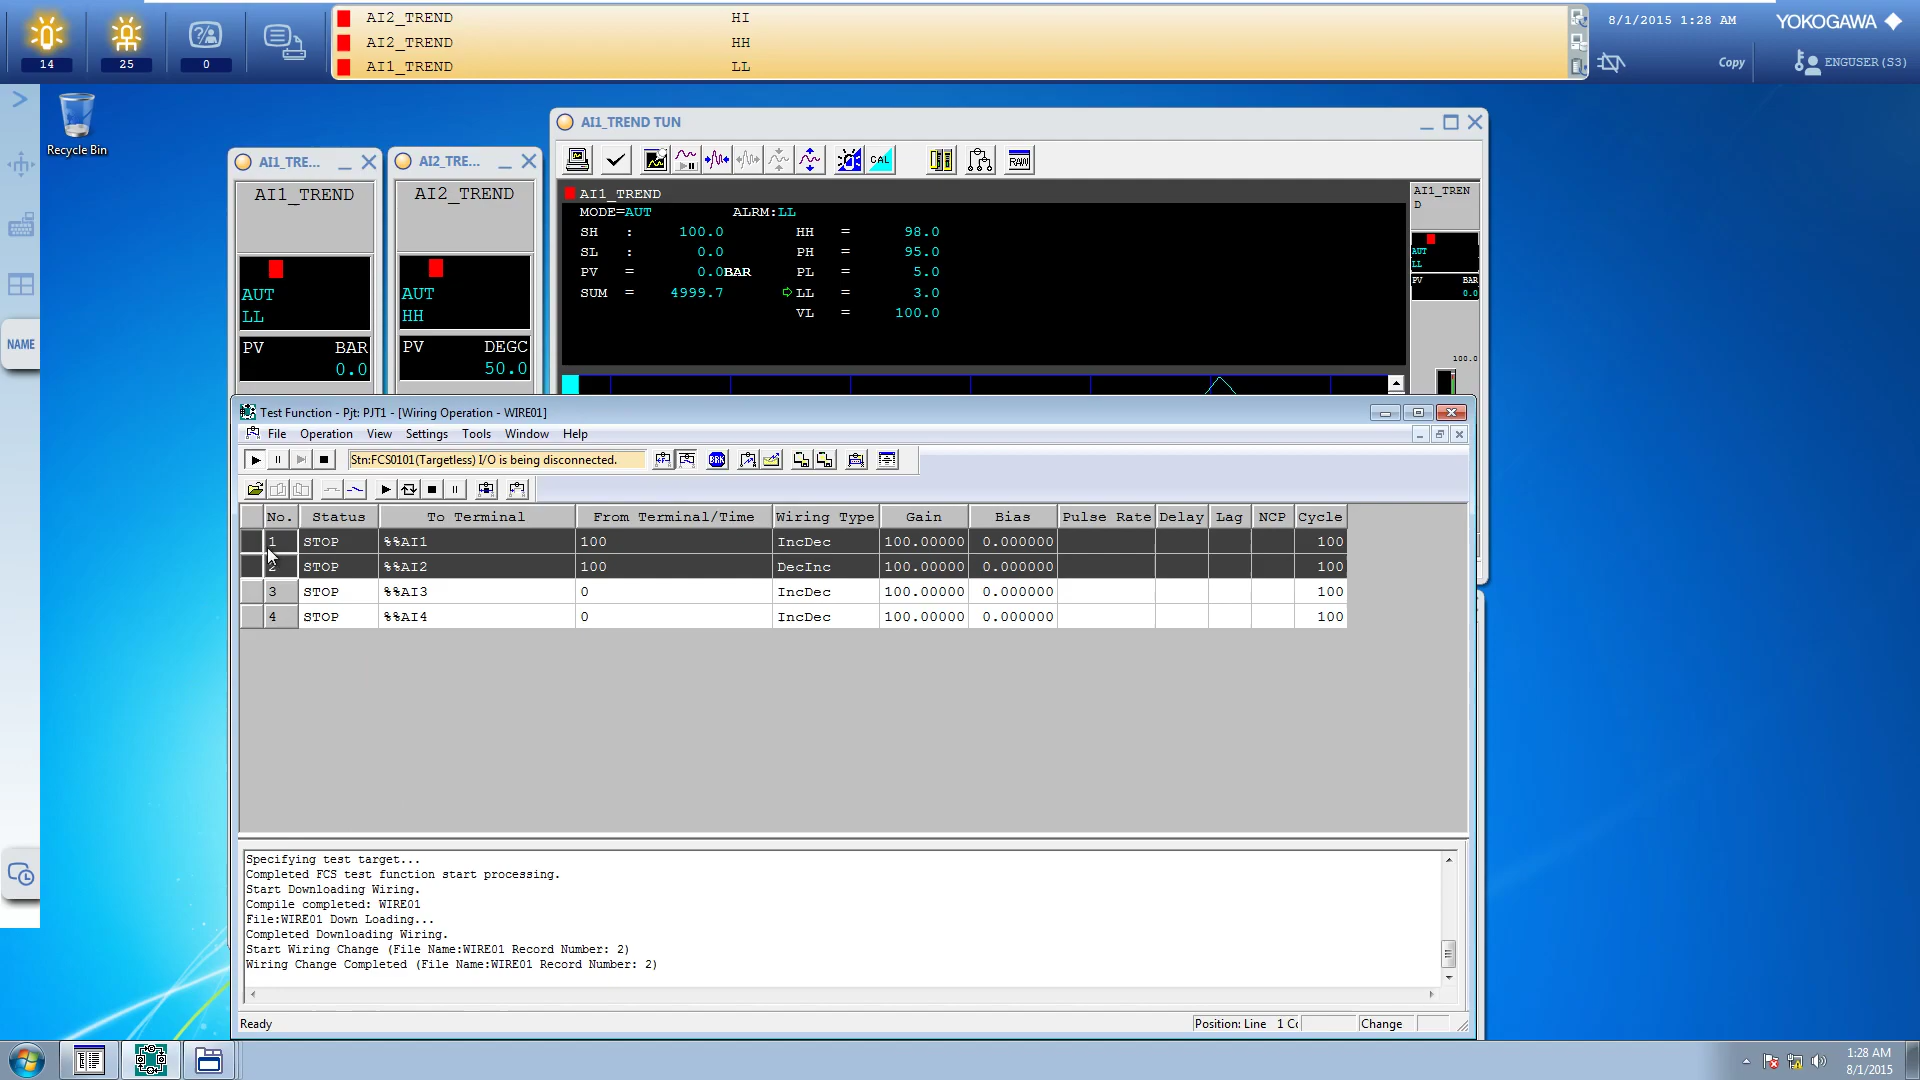 AI2_TREND HI
AI2_TREND HH
AI1_TREND LL
14
25
0
8/1/2015 1:28 AM
YOKOGAWA
Copy
ENGUSER (S3)
Recycle Bin
NAME
AI1_TRE...
AI1_TREND
AUT
LL
PV BAR
0.0
AI2_TRE...
AI2_TREND
AUT
HH
PV DEGC
50.0
AI1_TREND TUN
CAL
RAW
AI1_TREND
MODE=AUT ALRM:LL
SH : 100.0 HH = 98.0
SL : 0.0 PH = 95.0
PV = 0.0BAR PL = 5.0
SUM = 4999.7 LL = 3.0
VL = 100.0
AI1_TREN
D
AUT
LL
PV BAR
0.0
100.0
Test Function - Pjt: PJT1 - [Wiring Operation - WIRE01]
File Operation View Settings Tools Window Help
Stn:FCS0101(Targetless) I/O is being disconnected.
BRK
No. Status To Terminal From Terminal/Time Wiring Type Gain Bias Pulse Rate Delay Lag NCP Cycle
1 STOP %%AI1 100 IncDec 100.00000 0.000000 100
2 STOP %%AI2 100 DecInc 100.00000 0.000000 100
3 STOP %%AI3 0 IncDec 100.00000 0.000000 100
4 STOP %%AI4 0 IncDec 100.00000 0.000000 100
Specifying test target...
Completed FCS test function start processing.
Start Downloading Wiring.
Compile completed: WIRE01
File:WIRE01 Down Loading...
Completed Downloading Wiring.
Start Wiring Change (File Name:WIRE01 Record Number: 2)
Wiring Change Completed (File Name:WIRE01 Record Number: 2)
Ready
Position: Line 1 Cc
Change
1:28 AM
8/1/2015